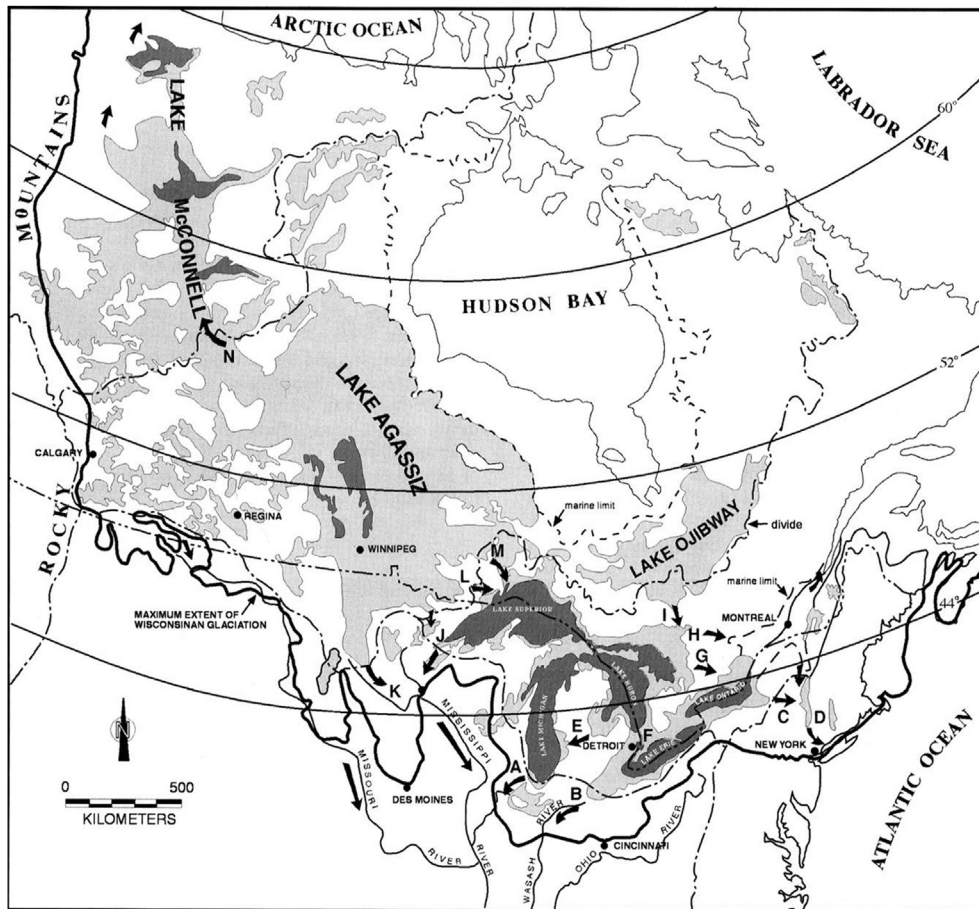 ARCTIC OCEAN
LABRADOR SEA
60°
MOUNTAINS
LAKE
McCONNELL
HUDSON BAY
N
52°
LAKE AGASSIZ
CALGARY
REGINA
WINNIPEG
marine limit
LAKE OJIBWAY
divide
ROCKY
M
L
LAKE SUPERIOR
marine limit
MONTREAL
44°
MAXIMUM EXTENT OF
WISCONSINAN GLACIATION
I
H
G
J
K
LAKE HURON
LAKE ONTARIO
C
D
N
LAKE MICHIGAN
E
DETROIT
F
LAKE ERIE
NEW YORK
MISSISSIPPI
RIVER
MISSOURI
RIVER
A
B
0 500
KILOMETERS
DES MOINES
WABASH
RIVER
CINCINNATI
OHIO
RIVER
ATLANTIC OCEAN